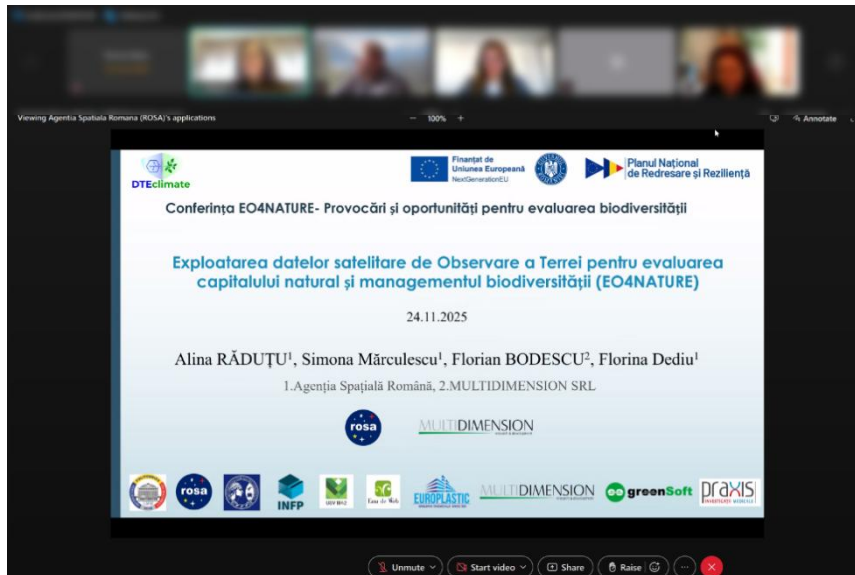 Viewing Agentia Spatiala Romana (ROSA)'s applications
100%
Annotate
DTEclimate
Finanțat de
Uniunea Europeană
NextGenerationEU
Planul Național
de Redresare și Reziliență
Conferința EO4NATURE- Provocări și oportunități pentru evaluarea biodiversității
Exploatarea datelor satelitare de Observare a Terrei pentru evaluarea
capitalului natural și managementul biodiversității (EO4NATURE)
24.11.2025
Alina RĂDUȚU¹, Simona Mărculescu¹, Florian BODESCU², Florina Dediu¹
1.Agenția Spațială Română, 2.MULTIDIMENSION SRL
rosa
MULTIDIMENSION
rosa
INFP
EUROPLASTIC
MULTIDIMENSION
greenSoft
praxis
Unmute
Start video
Share
Raise